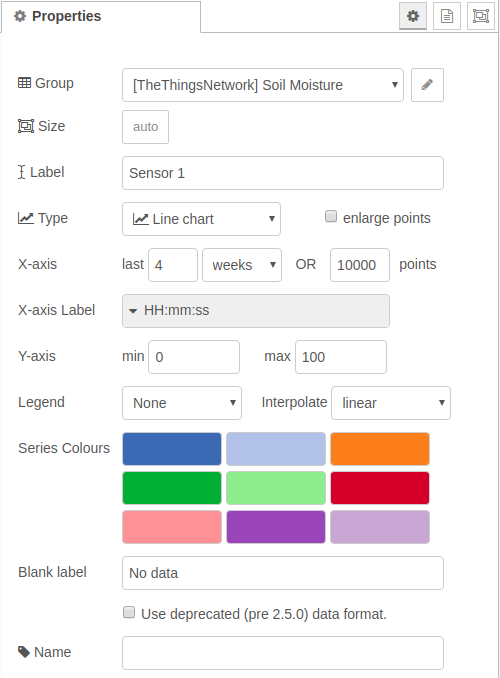 Properties
Group [TheThingsNetwork] Soil Moisture
Size auto
Label Sensor 1
Type Line chart enlarge points
X-axis last 4 weeks OR 10000 points
X-axis Label HH:mm:ss
Y-axis min 0 max 100
Legend None Interpolate linear
Series Colours
Blank label No data
Use deprecated (pre 2.5.0) data format.
Name